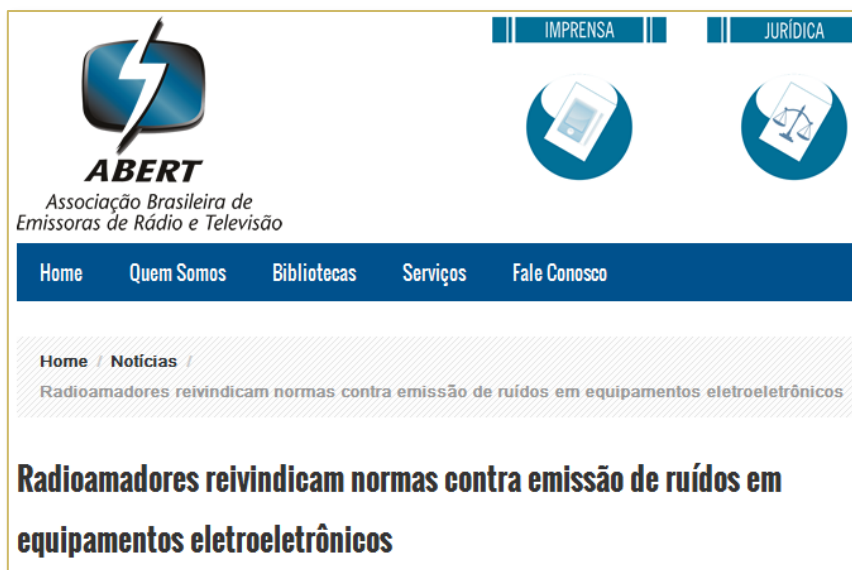 IMPRENSA
JURÍDICA
ABERT
Associação Brasileira de
Emissoras de Rádio e Televisão
Home Quem Somos Bibliotecas Serviços Fale Conosco
Home / Notícias /
Radioamadores reivindicam normas contra emissão de ruídos em equipamentos eletroeletrônicos
Radioamadores reivindicam normas contra emissão de ruídos em
equipamentos eletroeletrônicos